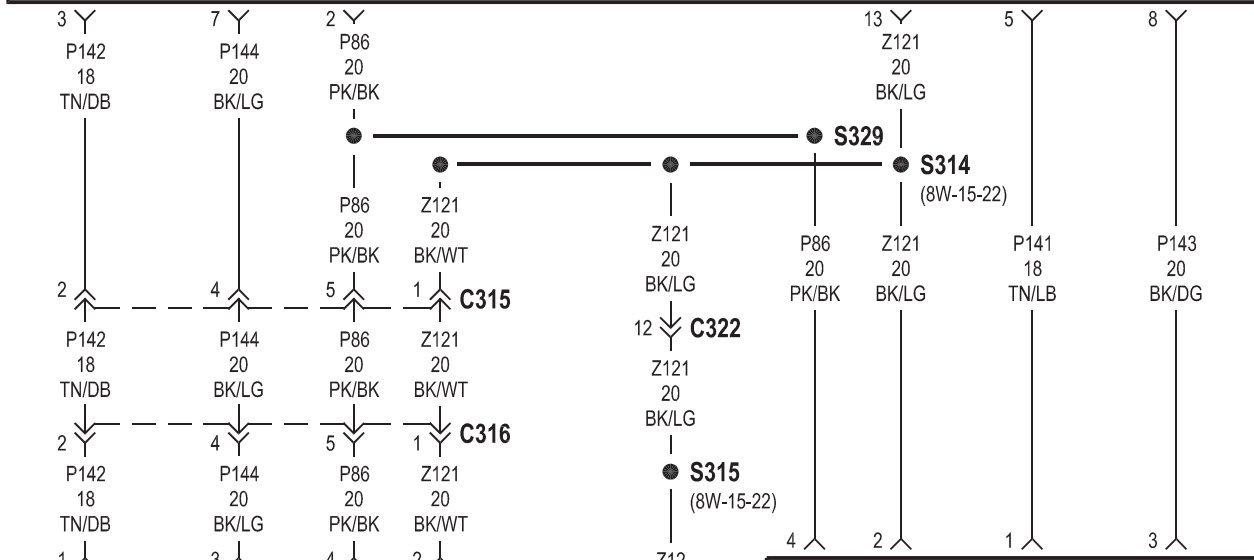 3 7 2 13 5 8
P142 P144 P86 Z121
18 20 20 20
TN/DB BK/LG PK/BK BK/LG
S329
S314
(8W-15-22)
P86 Z121 Z121 P86 Z121 P141 P143
20 20 20 20 20 18 20
PK/BK BK/WT BK/LG PK/BK BK/LG TN/LB BK/DG
2 4 5 1 C315
12 C322
P142 P144 P86 Z121 Z121
18 20 20 20 20
TN/DB BK/LG PK/BK BK/WT BK/LG
2 4 5 1 C316
P142 P144 P86 Z121
18 20 20 20
TN/DB BK/LG PK/BK BK/WT
S315
(8W-15-22)
4 2 1 3
1 3 4 2 Z12